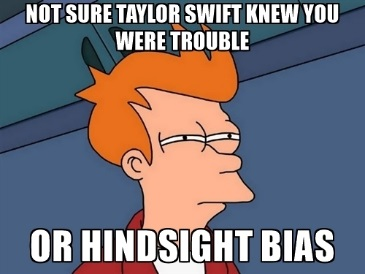 NOT SURE TAYLOR SWIFT KNEW YOU
WERE TROUBLE
OR HINDSIGHT BIAS